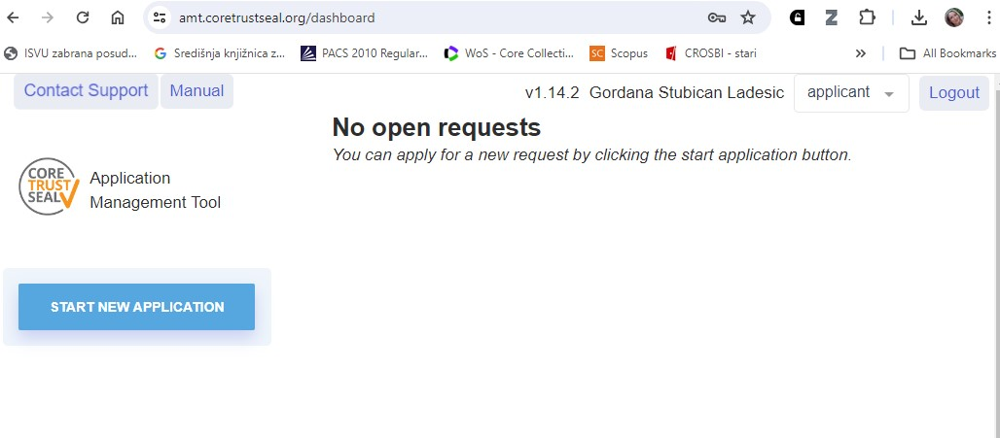 amt.coretrustseal.org/dashboard
ISVU zabrana posud... Središnja knjižnica z... PACS 2010 Regular... WoS - Core Collecti... SC Scopus CROSBI - stari » All Bookmarks
Contact Support Manual v1.14.2 Gordana Stubican Ladesic applicant Logout
No open requests
You can apply for a new request by clicking the start application button.
CORE
TRUST
SEAL
Application
Management Tool
START NEW APPLICATION